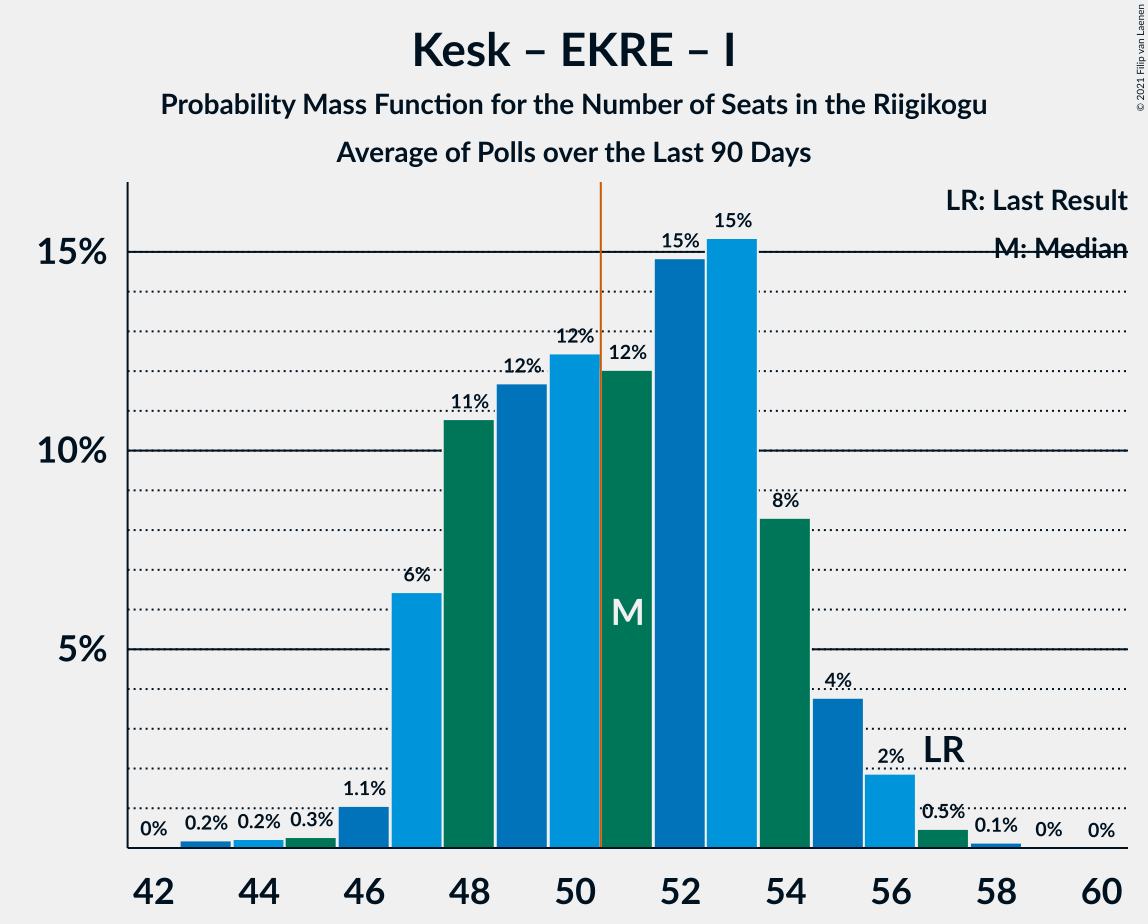 Kesk – EKRE – I
Probability Mass Function for the Number of Seats in the Riigikogu
Average of Polls over the Last 90 Days
© 2021 Filip van Laenen
LR: Last Result
M: Median
15%
10%
5%
0%
0.2%
0.2%
0.3%
1.1%
6%
11%
12%
12%
12%
15%
15%
8%
4%
2%
0.5%
0.1%
0%
0%
M
LR
42 44 46 48 50 52 54 56 58 60